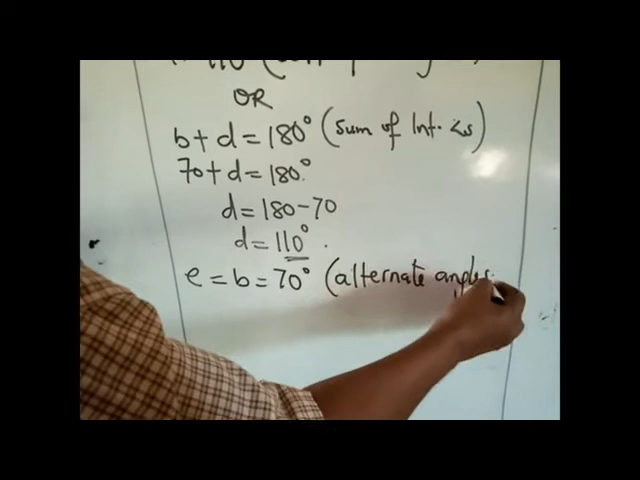 OR
b + d = 180° (Sum of Int. <s)
70 + d = 180°
d = 180 - 70
d = 110°.
e = b = 70° (alternate angles